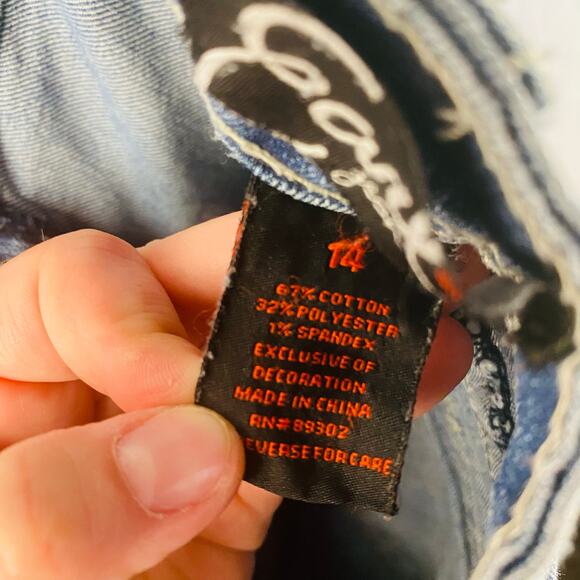 14
67% COTTON
32% POLYESTER
1% SPANDEX
EXCLUSIVE OF
DECORATION
MADE IN CHINA
RN# 89302
EVERSE FOR CARE